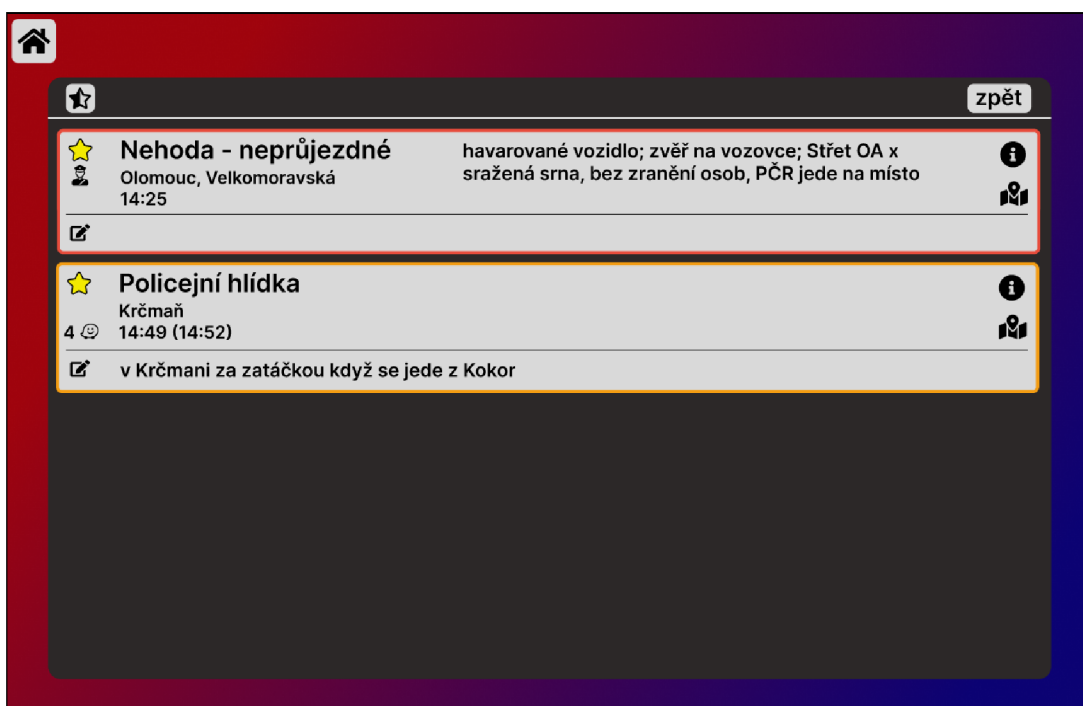 zpět
Nehoda - neprůjezdné
Olomouc, Velkomoravská
14:25
havarované vozidlo; zvěř na vozovce; Střet OA x
sražená srna, bez zranění osob, PČR jede na místo
Policejní hlídka
Krčmaň
4 14:49 (14:52)
v Krčmani za zatáčkou když se jede z Kokor